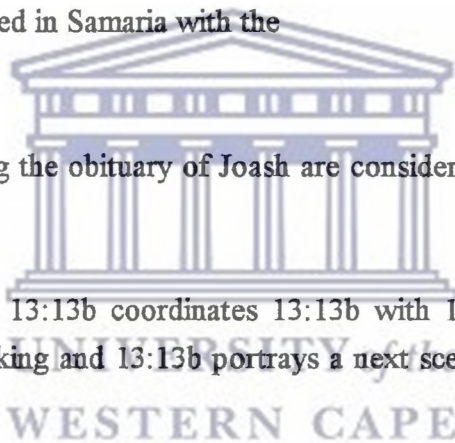 ed in Samaria with the
g the obituary of Joash are consider
13:13b coordinates 13:13b with I
king and 13:13b portrays a next sce
UNIVERSITY of the
WESTERN CAPE